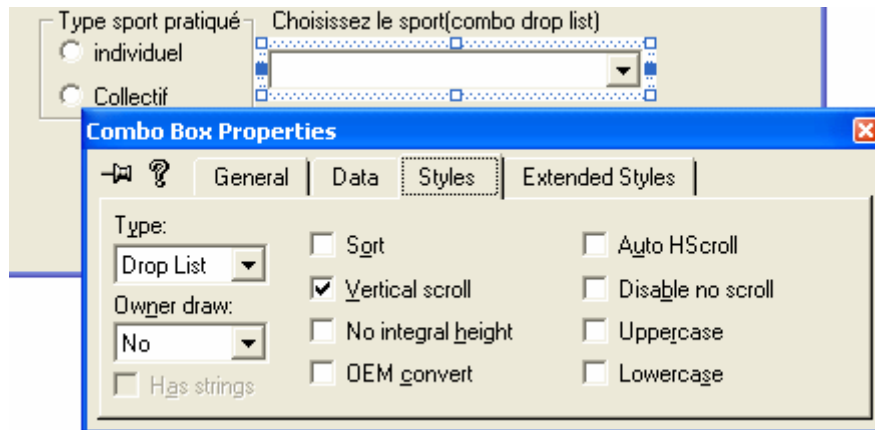 Type sport pratiqué
Choisissez le sport(combo drop list)
individuel
Collectif
Combo Box Properties
General
Data
Styles
Extended Styles
Type:
Drop List
Owner draw:
No
Has strings
Sort
Vertical scroll
No integral height
OEM convert
Auto HScroll
Disable no scroll
Uppercase
Lowercase